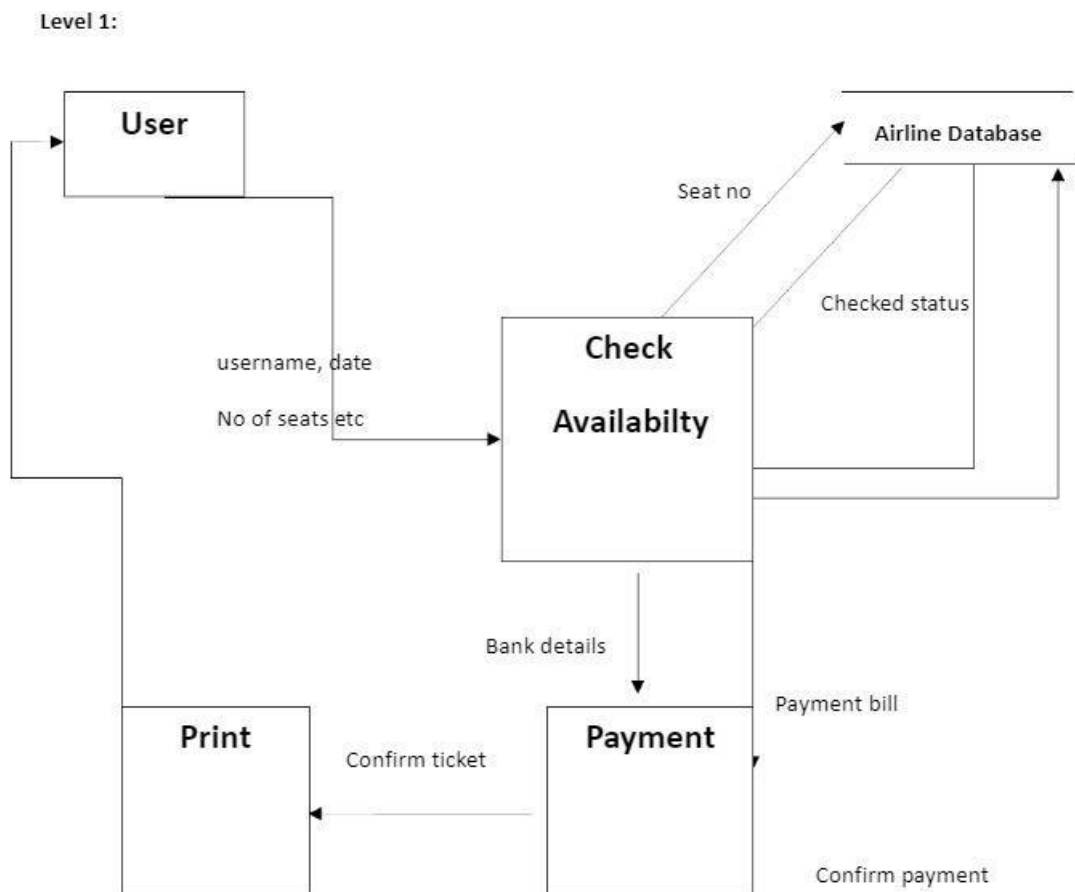 Level 1:
User
Airline Database
Seat no
Checked status
Check
Availabilty
username, date
No of seats etc
Bank details
Payment bill
Print
Payment
Confirm ticket
Confirm payment